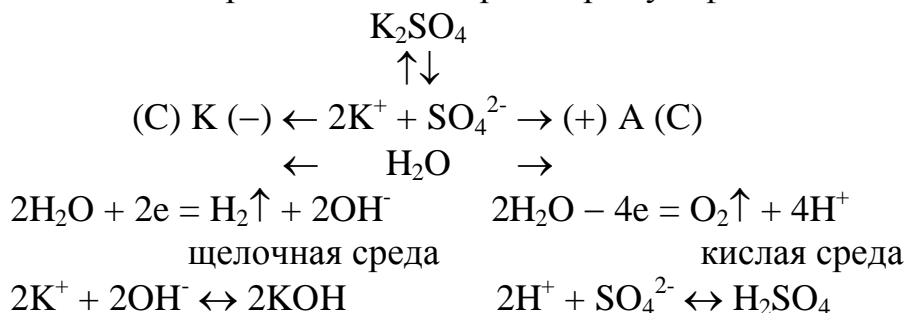 K₂SO₄
↑↓
(C) K (–) ← 2K⁺ + SO₄²⁻ → (+) A (C)
← H₂O →
2H₂O + 2e = H₂↑ + 2OH⁻ 2H₂O – 4e = O₂↑ + 4H⁺
щелочная среда кислая среда
2K⁺ + 2OH⁻ ↔ 2KOH 2H⁺ + SO₄²⁻ ↔ H₂SO₄